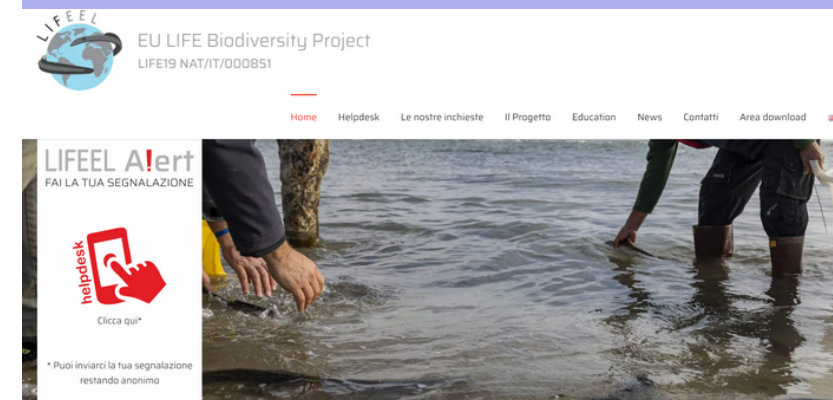 LIFEEL
EU LIFE Biodiversity Project
LIFE19 NAT/IT/000851
Home Helpdesk Le nostre inchieste Il Progetto Education News Contatti Area download
LIFEEL A!ert
FAI LA TUA SEGNALAZIONE
helpdesk
Clicca qui*
* Puoi inviarci la tua segnalazione
restando anonimo